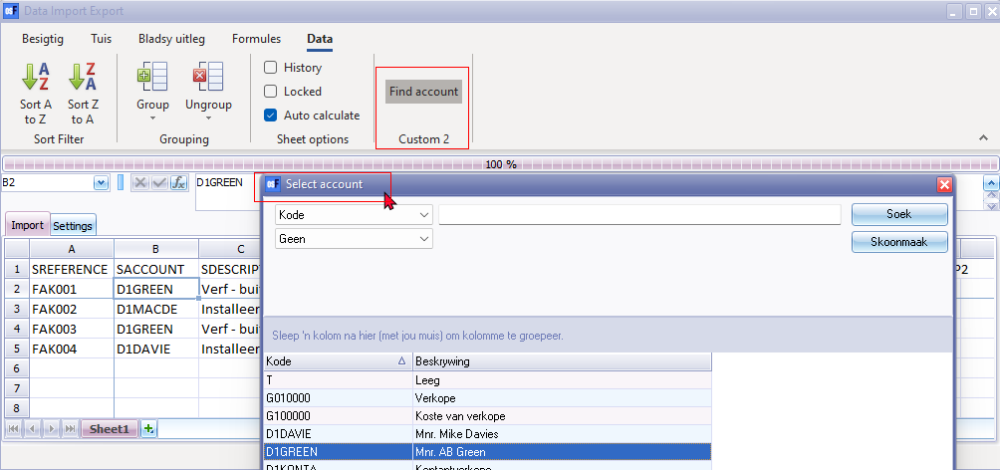 osF Data Import Export
Besigtig Tuis Bladsy uitleg Formules Data
Sort A to Z
Sort Z to A
Sort Filter
Group
Ungroup
Grouping
History
Locked
Auto calculate
Sheet options
Find account
Custom 2
100 %
B2 fx D1GREEN
Import Settings
A B C
1 SREFERENCE SACCOUNT SDESCRIPT P2
2 FAK001 D1GREEN Verf - bui
3 FAK002 D1MACDE Installeer
4 FAK003 D1GREEN Verf - bui
5 FAK004 D1DAVIE Installeer
6
7
8
Sheet1
osF Select account
Kode
Soek
Geen
Skoonmaak
Sleep 'n kolom na hier (met jou muis) om kolomme te groepeer.
Kode Beskrywing
T Leeg
G010000 Verkope
G100000 Koste van verkope
D1DAVIE Mnr. Mike Davies
D1GREEN Mnr. AB Green
D1KONTA Kontantverkope